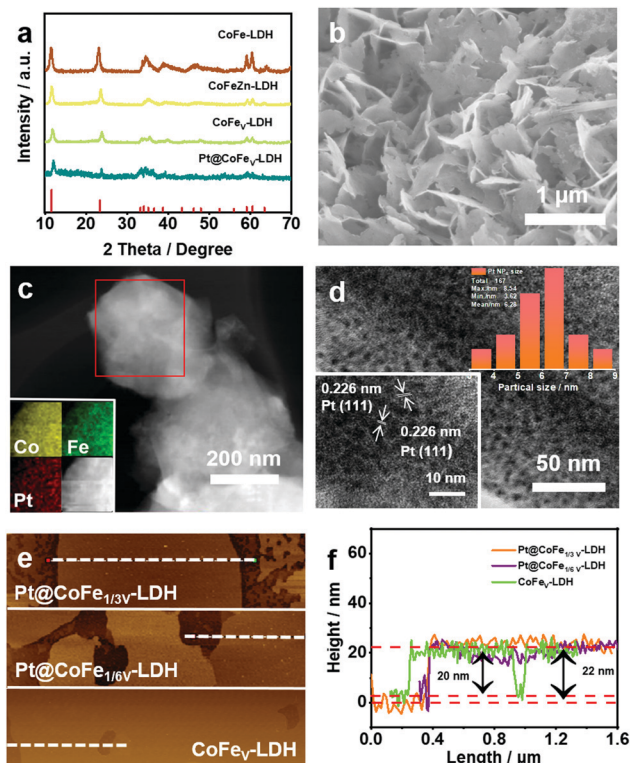 a
Intensity / a.u.
CoFe-LDH
CoFeZn-LDH
CoFeV-LDH
Pt@CoFeV-LDH
10 20 30 40 50 60 70
2 Theta / Degree
b
1 µm
c
Co Fe
Pt
200 nm
d
Pt NPs size
Total 167
Max./nm 8.54
Min./nm 3.62
Mean/nm 6.28
4 5 6 7 8 9
Partical size / nm
0.226 nm
Pt (111)
0.226 nm
Pt (111)
10 nm
50 nm
e
Pt@CoFe1/3V-LDH
Pt@CoFe1/6V-LDH
CoFeV-LDH
f
Height / nm
60
40
20
0
Pt@CoFe1/3 V-LDH
Pt@CoFe1/6 V-LDH
CoFeV-LDH
20 nm
22 nm
0.0 0.4 0.8 1.2 1.6
Length / µm